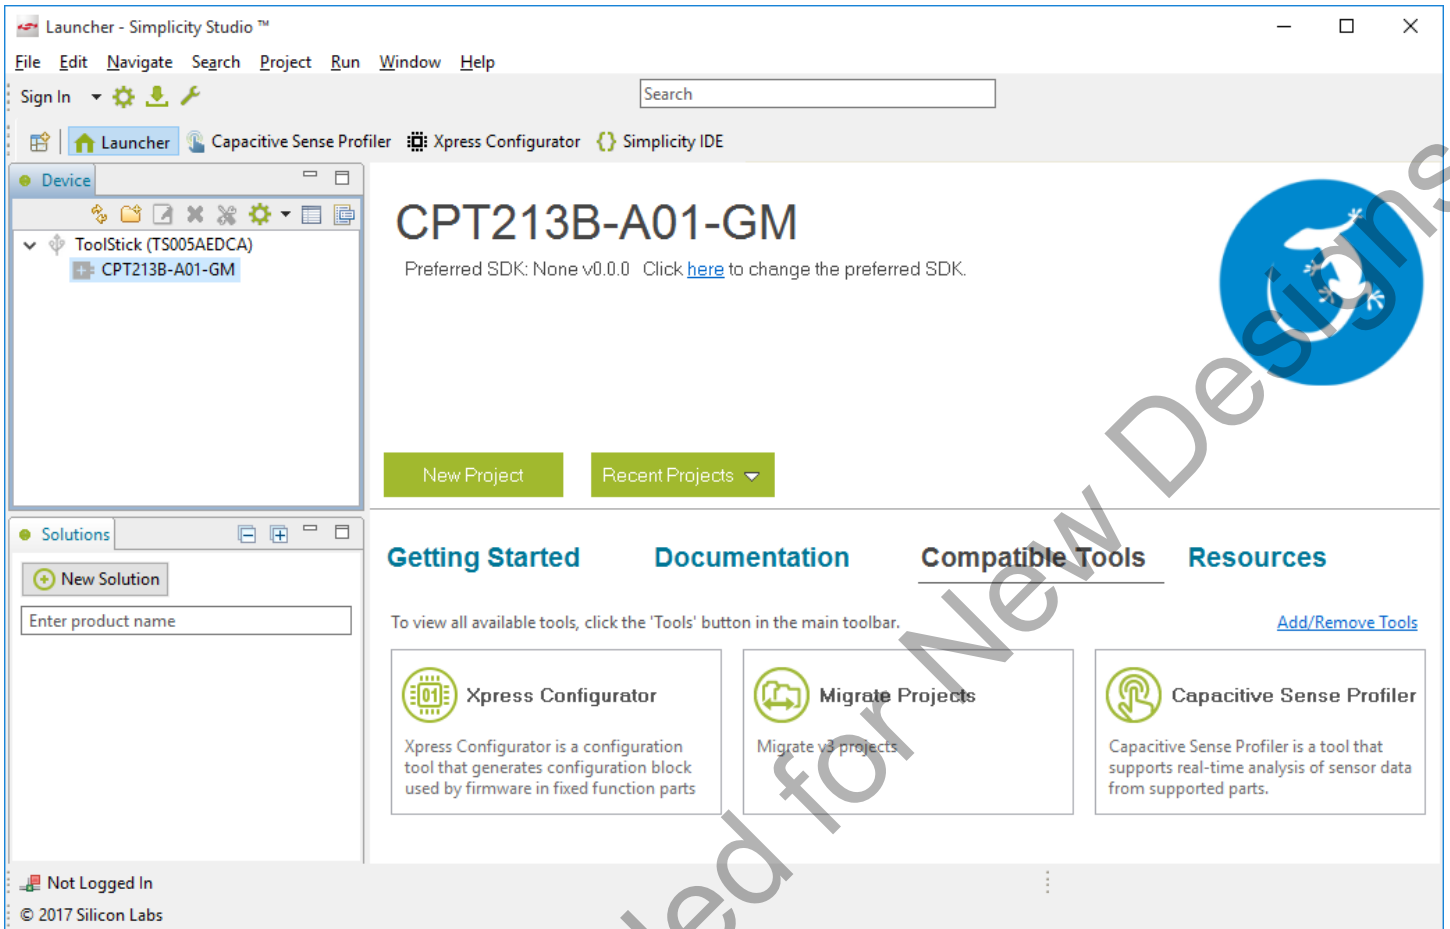 Launcher - Simplicity Studio ™
File Edit Navigate Search Project Run Window Help
Sign In
Search
Launcher Capacitive Sense Profiler Xpress Configurator Simplicity IDE
Device
ToolStick (TS005AEDCA)
CPT213B-A01-GM
CPT213B-A01-GM
Preferred SDK: None v0.0.0 Click here to change the preferred SDK.
New Project Recent Projects
Solutions
New Solution
Enter product name
Getting Started Documentation Compatible Tools Resources
To view all available tools, click the 'Tools' button in the main toolbar. Add/Remove Tools
Xpress Configurator
Xpress Configurator is a configuration
tool that generates configuration block
used by firmware in fixed function parts
Migrate Projects
Migrate v3 projects
Capacitive Sense Profiler
Capacitive Sense Profiler is a tool that
supports real-time analysis of sensor data
from supported parts.
Not Logged In
© 2017 Silicon Labs
ded for New Designs